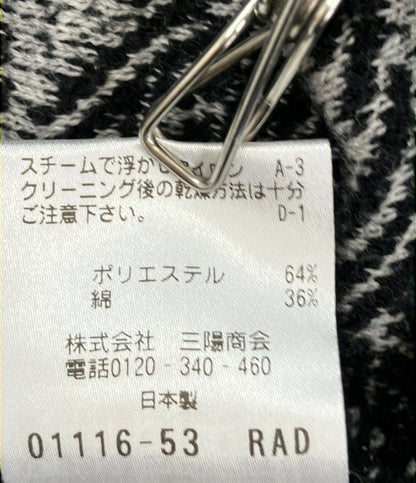 スチームで浮かしアイロン A-3
クリーニング後の乾燥方法は十分
ご注意下さい。 D-1
ポリエステル 64%
綿 36%
株式会社 三陽商会
電話0120-340-460
日本製
01116-53 RAD